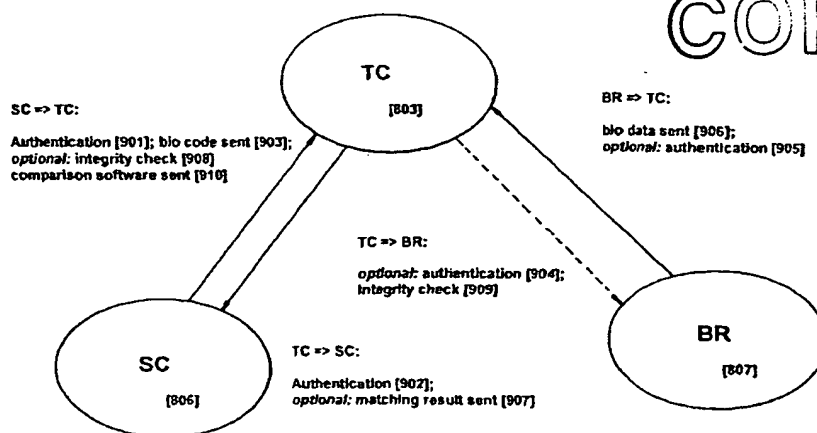 TC
[803]
SC => TC:
Authentication [901]; bio code sent [903];
optional: integrity check [908]
comparison software sent [910]
BR => TC:
bio data sent [906];
optional: authentication [905]
TC => BR:
optional: authentication [904];
integrity check [909]
SC
[806]
TC => SC:
Authentication [902];
optional: matching result sent [907]
BR
[807]